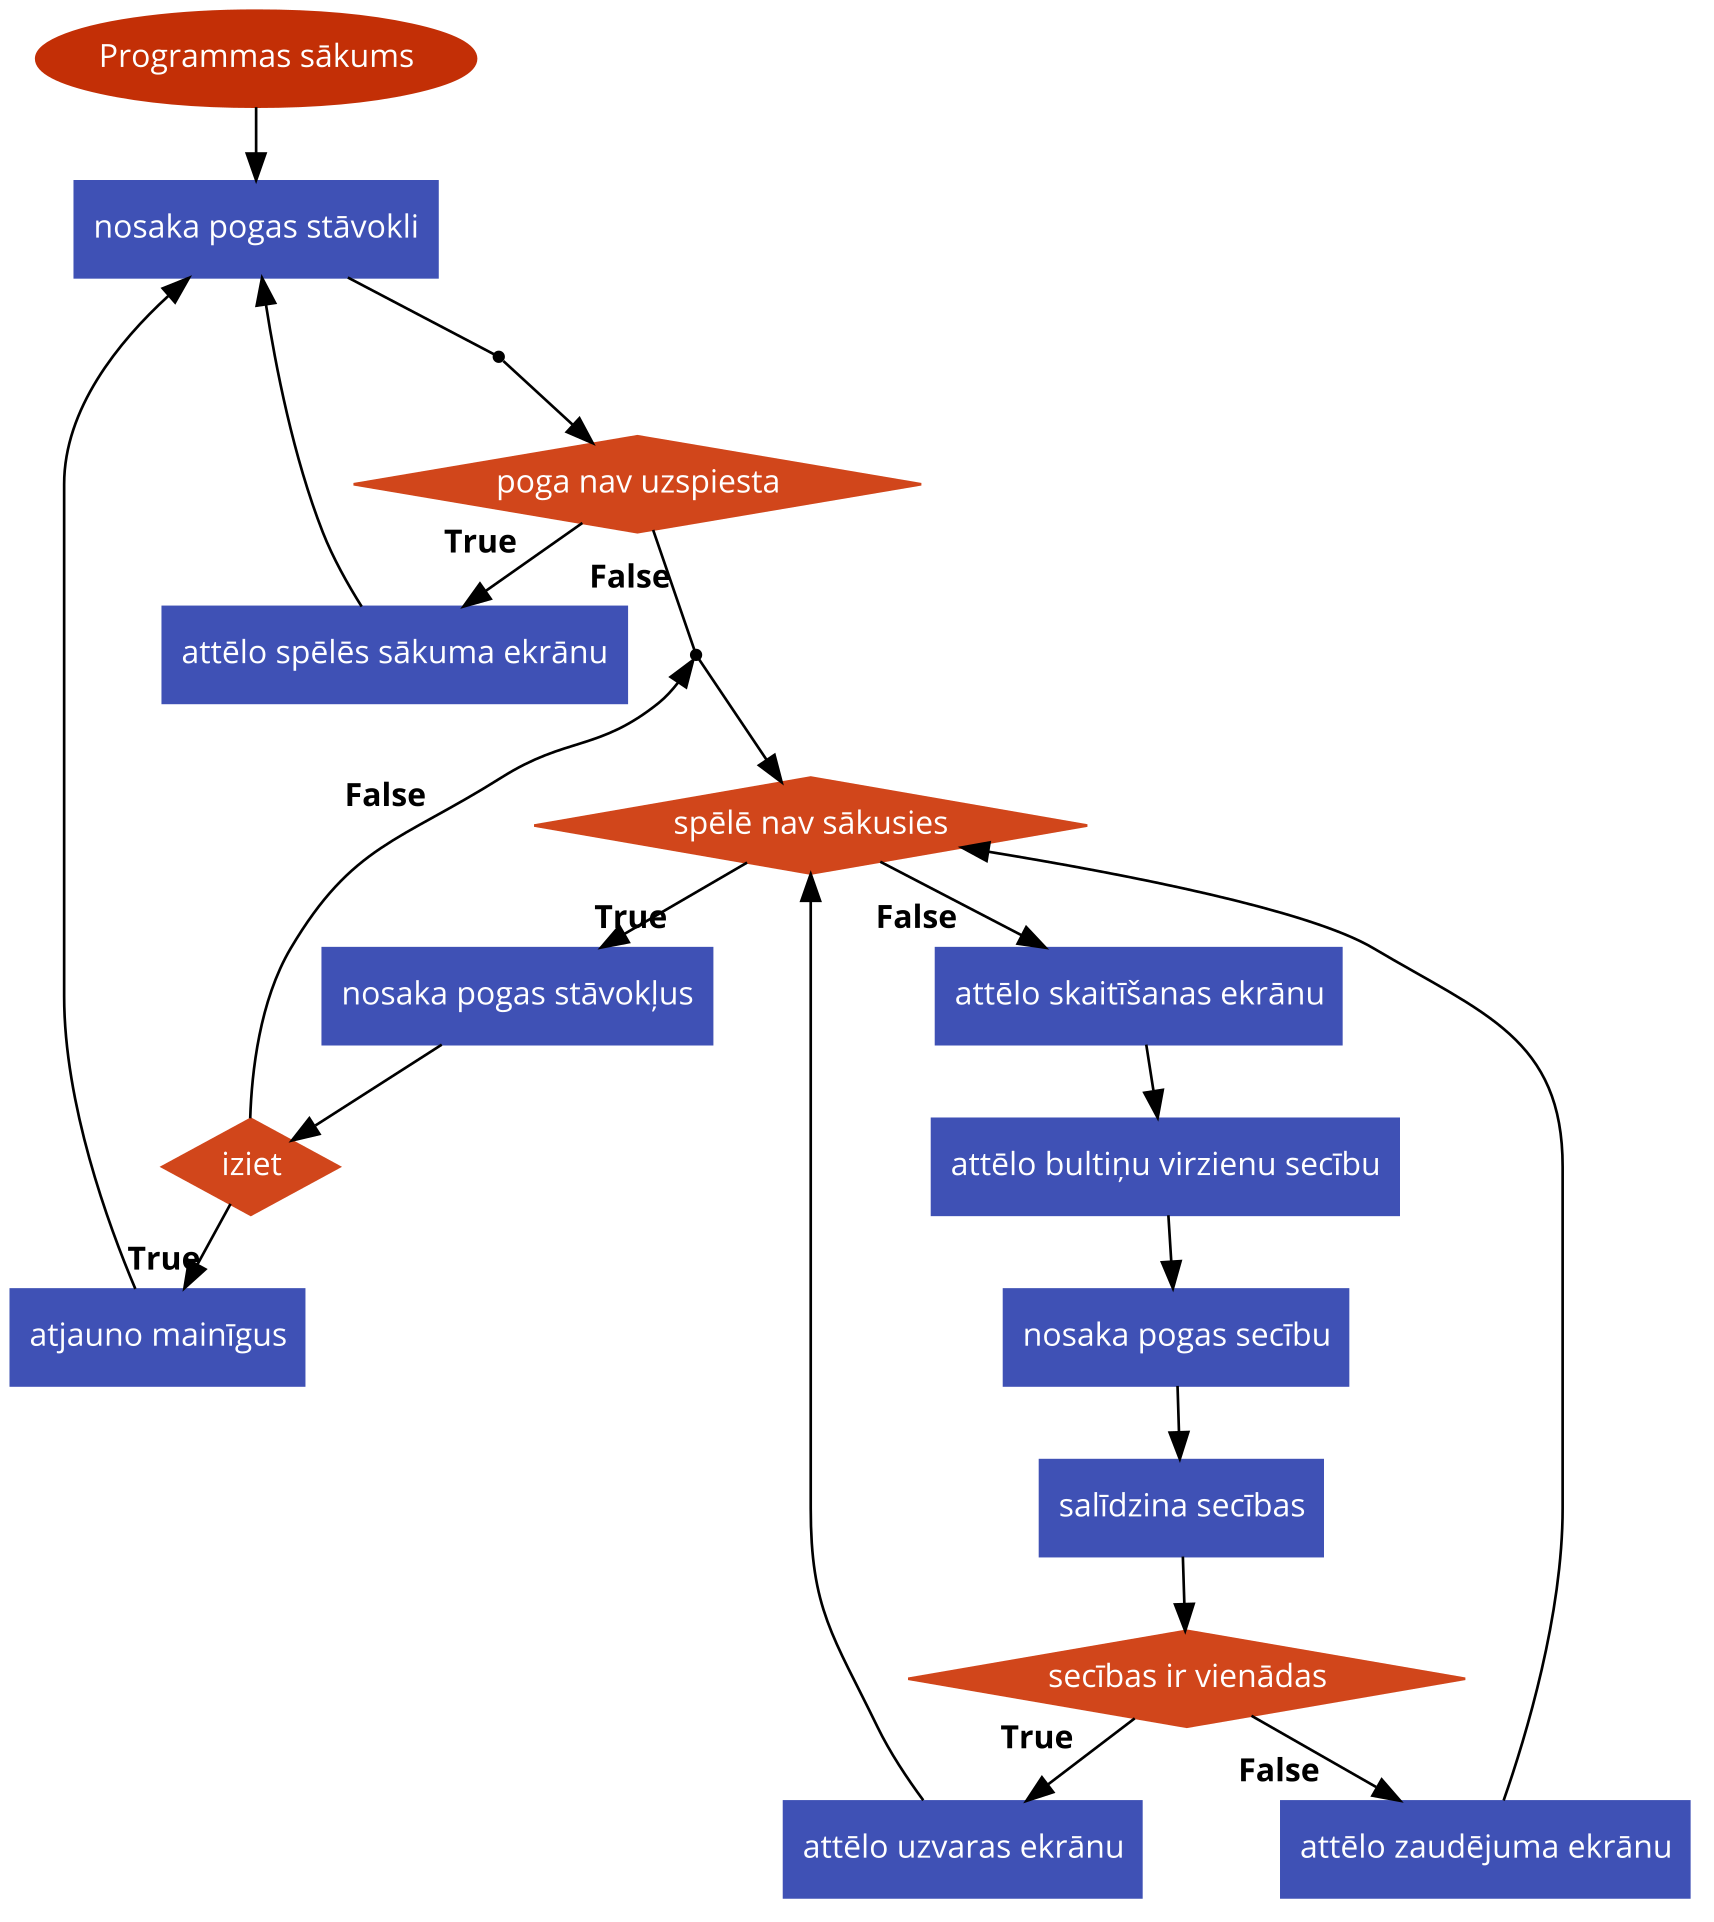 Programmas sākums
nosaka pogas stāvokli
poga nav uzspiesta
True
False
attēlo spēlēs sākuma ekrānu
False
spēlē nav sākusies
True
False
nosaka pogas stāvokļus
attēlo skaitīšanas ekrānu
iziet
attēlo bultiņu virzienu secību
True
atjauno mainīgus
nosaka pogas secību
salīdzina secības
secības ir vienādas
True
False
attēlo uzvaras ekrānu
attēlo zaudējuma ekrānu